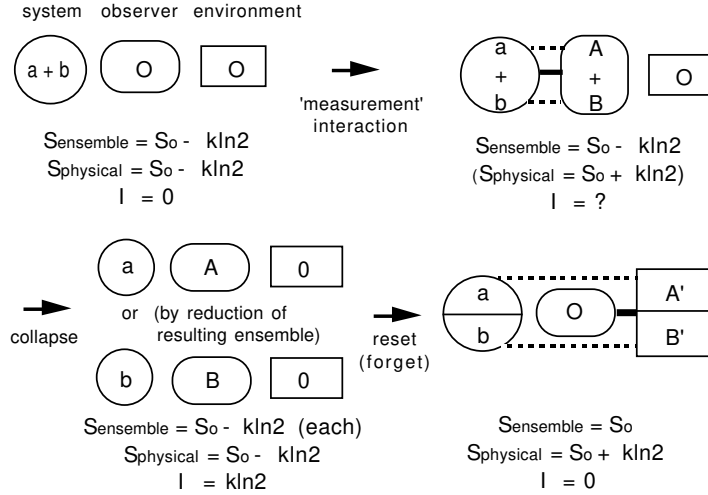 system observer environment
a + b O O
'measurement'
interaction
a A
+ + O
b B
Sensemble = So - kln2
Sphysical = So - kln2
I = 0
Sensemble = So - kln2
(Sphysical = So + kln2)
I = ?
collapse
a A 0
or (by reduction of
resulting ensemble)
b B 0
Sensemble = So - kln2 (each)
Sphysical = So - kln2
I = kln2
reset
(forget)
a O A'
b B'
Sensemble = So
Sphysical = So + kln2
I = 0